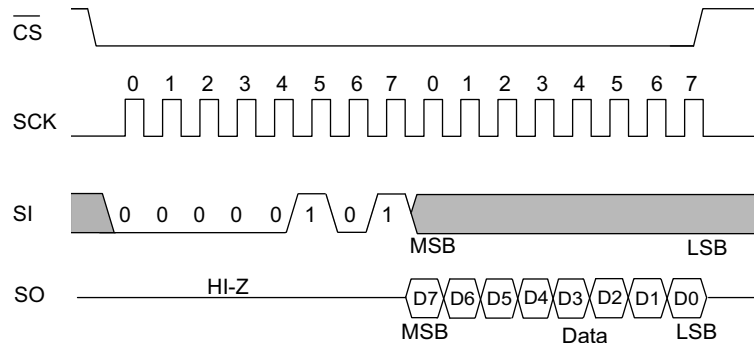 CS
0 1 2 3 4 5 6 7 0 1 2 3 4 5 6 7
SCK
SI
0 0 0 0 0 1 0 1
MSB LSB
HI-Z
SO
D7 D6 D5 D4 D3 D2 D1 D0
MSB Data LSB